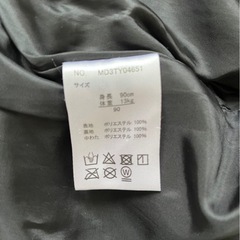 NO. MD3TY04651
サイズ
身長 90cm
体重 13kg
90
表地 ポリエステル 100%
裏地 ポリエステル 100%
中わた ポリエステル 100%